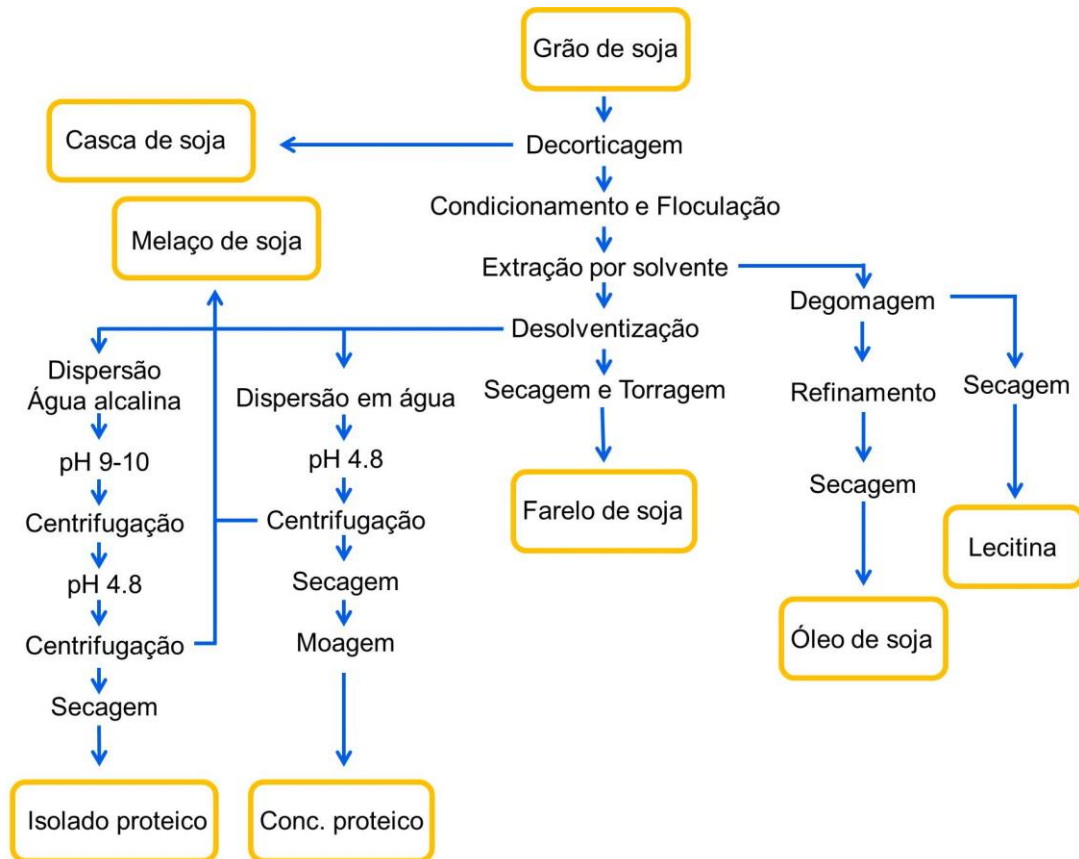 Grão de soja
Casca de soja
Decorticagem
Condicionamento e Floculação
Melaço de soja
Extração por solvente
Degomagem
Desolventização
Dispersão
Água alcalina
Dispersão em água
Secagem e Torragem
Refinamento
Secagem
pH 9-10
pH 4.8
Secagem
Farelo de soja
Centrifugação
Centrifugação
Lecitina
pH 4.8
Secagem
Óleo de soja
Centrifugação
Moagem
Secagem
Isolado proteico
Conc. proteico